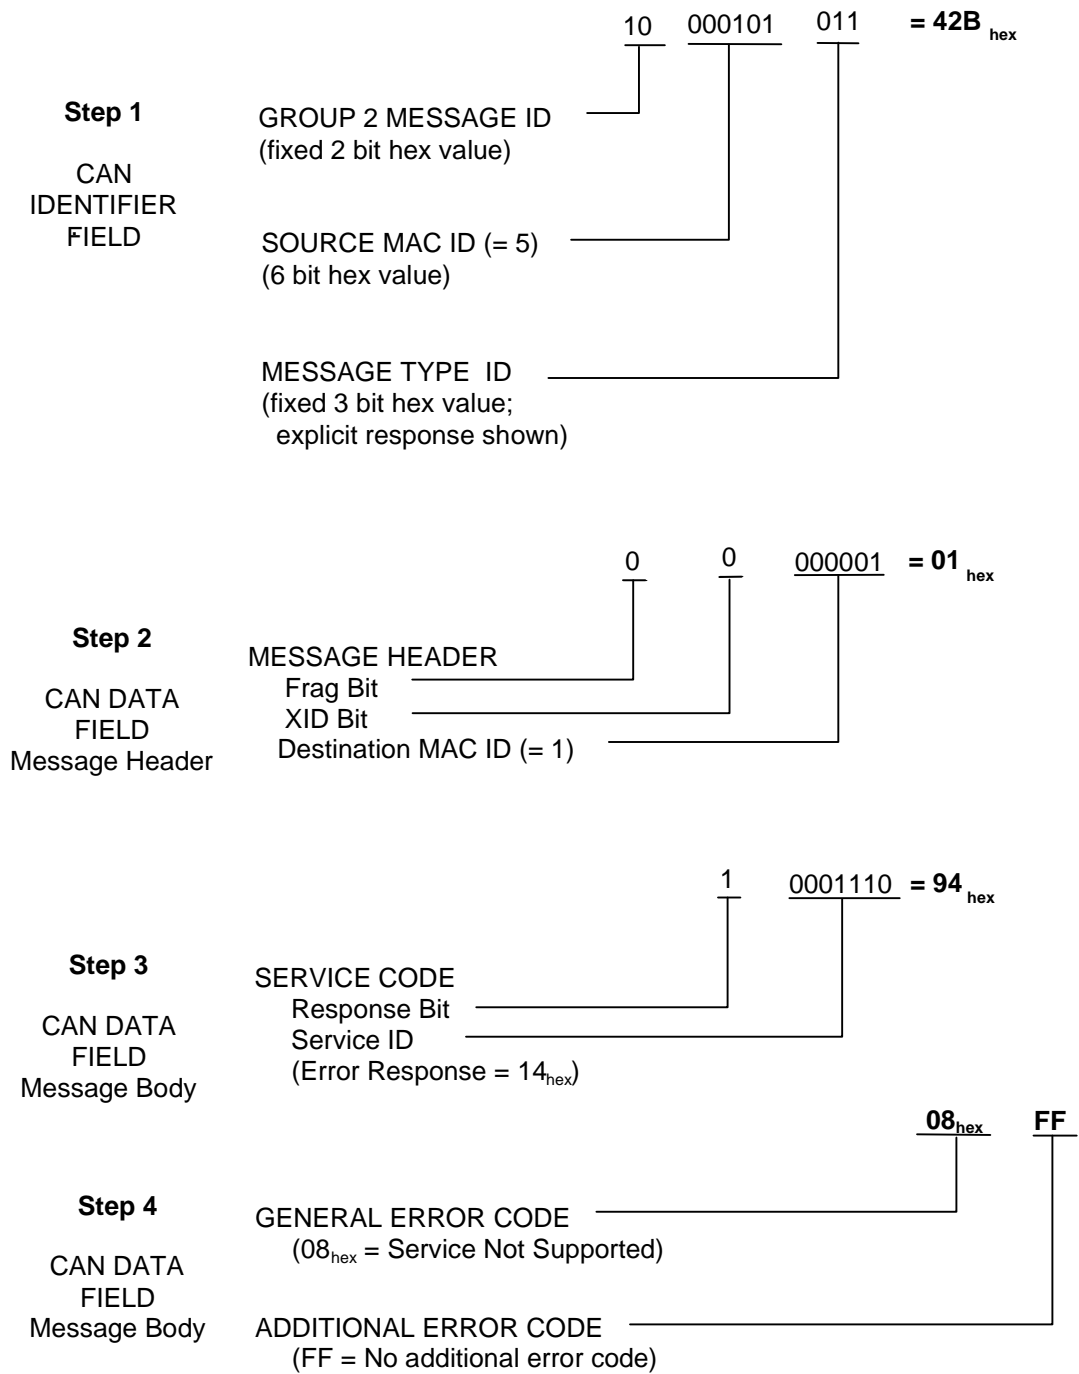 10 000101 011 = 42B hex
Step 1
GROUP 2 MESSAGE ID
(fixed 2 bit hex value)
CAN
IDENTIFIER
FIELD
SOURCE MAC ID (= 5)
(6 bit hex value)
MESSAGE TYPE ID
(fixed 3 bit hex value;
explicit response shown)
0 0 000001 = 01 hex
Step 2
MESSAGE HEADER
Frag Bit
XID Bit
Destination MAC ID (= 1)
CAN DATA
FIELD
Message Header
1 0001110 = 94 hex
Step 3
SERVICE CODE
Response Bit
Service ID
(Error Response = 14hex)
CAN DATA
FIELD
Message Body
08hex FF
Step 4
GENERAL ERROR CODE
(08hex = Service Not Supported)
CAN DATA
FIELD
Message Body
ADDITIONAL ERROR CODE
(FF = No additional error code)